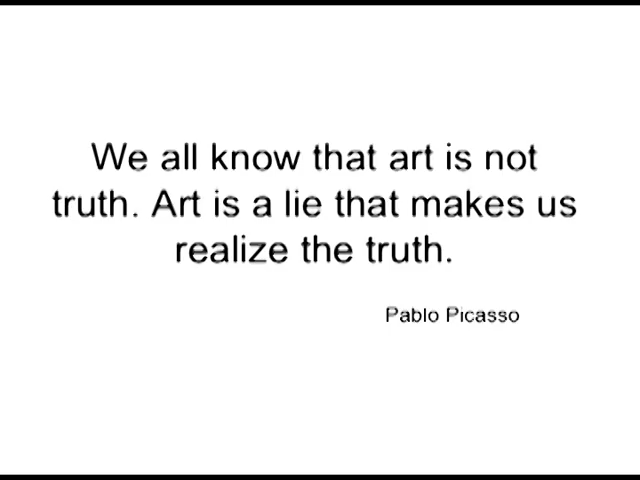 We all know that art is not
truth. Art is a lie that makes us
realize the truth.
Pablo Picasso